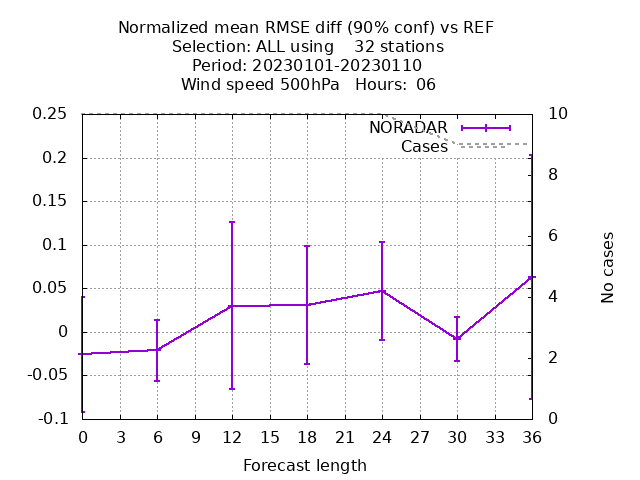 Normalized mean RMSE diff (90% conf) vs REF
Selection: ALL using    32 stations
Period: 20230101-20230110
Wind speed 500hPa   Hours:  06
0.25
0.2
0.15
0.1
0.05
0
-0.05
-0.1
10
8
6
4
2
0
NORADAR
Cases
No cases
0 3 6 9 12 15 18 21 24 27 30 33 36
Forecast length